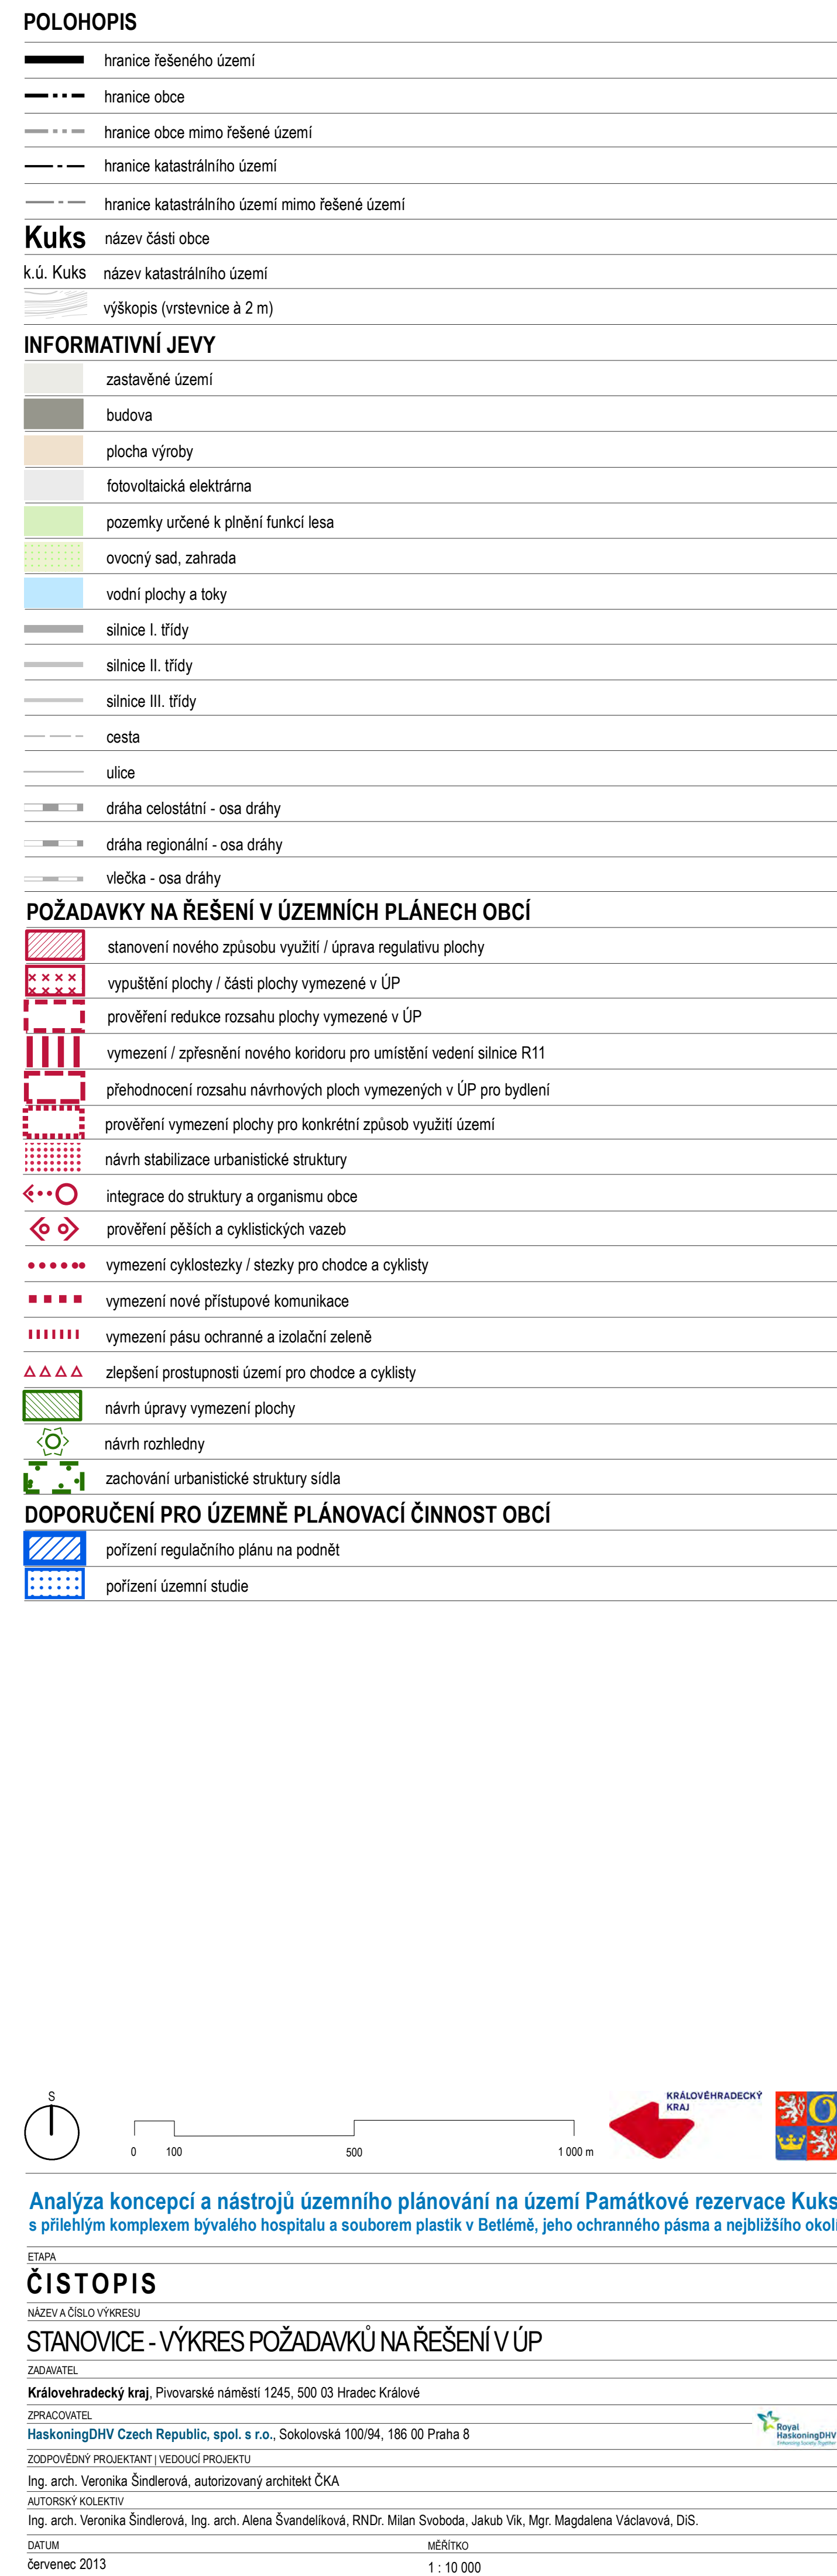 POLOHOPIS
hranice řešeného území
hranice obce
hranice obce mimo řešené území
hranice katastrálního území
hranice katastrálního území mimo řešené území
Kuks název části obce
k.ú. Kuks název katastrálního území
výškopis (vrstevnice à 2 m)
INFORMATIVNÍ JEVY
zastavěné území
budova
plocha výroby
fotovoltaická elektrárna
pozemky určené k plnění funkcí lesa
ovocný sad, zahrada
vodní plochy a toky
silnice I. třídy
silnice II. třídy
silnice III. třídy
cesta
ulice
dráha celostátní - osa dráhy
dráha regionální - osa dráhy
vlečka - osa dráhy
POŽADAVKY NA ŘEŠENÍ V ÚZEMNÍCH PLÁNECH OBCÍ
stanovení nového způsobu využití / úprava regulativu plochy
vypuštění plochy / části plochy vymezené v ÚP
prověření redukce rozsahu plochy vymezené v ÚP
vymezení / zpřesnění nového koridoru pro umístění vedení silnice R11
přehodnocení rozsahu návrhových ploch vymezených v ÚP pro bydlení
prověření vymezení plochy pro konkrétní způsob využití území
návrh stabilizace urbanistické struktury
integrace do struktury a organismu obce
prověření pěších a cyklistických vazeb
vymezení cyklostezky / stezky pro chodce a cyklisty
vymezení nové přístupové komunikace
vymezení pásu ochranné a izolační zeleně
zlepšení prostupnosti území pro chodce a cyklisty
návrh úpravy vymezení plochy
návrh rozhledny
zachování urbanistické struktury sídla
DOPORUČENÍ PRO ÚZEMNĚ PLÁNOVACÍ ČINNOST OBCÍ
pořízení regulačního plánu na podnět
pořízení územní studie
S
0 100 500 1 000 m
KRÁLOVÉHRADECKÝ
KRAJ
Analýza koncepcí a nástrojů územního plánování na území Památkové rezervace Kuks
s přilehlým komplexem bývalého hospitalu a souborem plastik v Betlémě, jeho ochranného pásma a nejbližšího okolí
ETAPA
ČISTOPIS
NÁZEV A ČÍSLO VÝKRESU
STANOVICE - VÝKRES POŽADAVKŮ NA ŘEŠENÍ V ÚP
ZADAVATEL
Královehradecký kraj, Pivovarské náměstí 1245, 500 03 Hradec Králové
ZPRACOVATEL
HaskoningDHV Czech Republic, spol. s r.o., Sokolovská 100/94, 186 00 Praha 8
Royal
HaskoningDHV
Enhancing Society Together
ZODPOVĚDNÝ PROJEKTANT | VEDOUCÍ PROJEKTU
Ing. arch. Veronika Šindlerová, autorizovaný architekt ČKA
AUTORSKÝ KOLEKTIV
Ing. arch. Veronika Šindlerová, Ing. arch. Alena Švandelíková, RNDr. Milan Svoboda, Jakub Vik, Mgr. Magdalena Václavová, DiS.
DATUM MĚŘÍTKO
červenec 2013 1 : 10 000